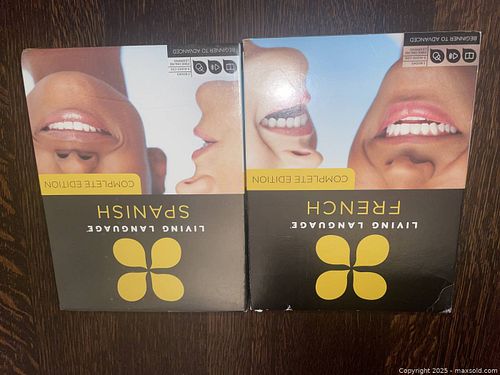 LIVING LANGUAGE
SPANISH
COMPLETE EDITION
BEGINNER TO ADVANCED
LIVING LANGUAGE
FRENCH
COMPLETE EDITION
BEGINNER TO ADVANCED
Copyright 2025 - maxsold.com